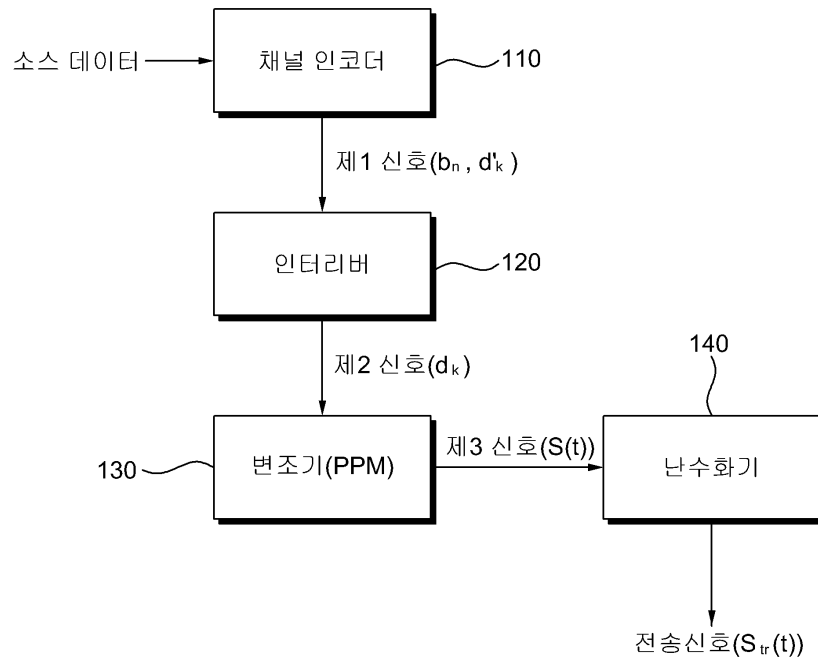 소스 데이터
채널 인코더
110
제1 신호(bn, d'k)
인터리버
120
제2 신호(dk)
140
130
변조기(PPM)
제3 신호(S(t))
난수화기
전송신호(Str(t))